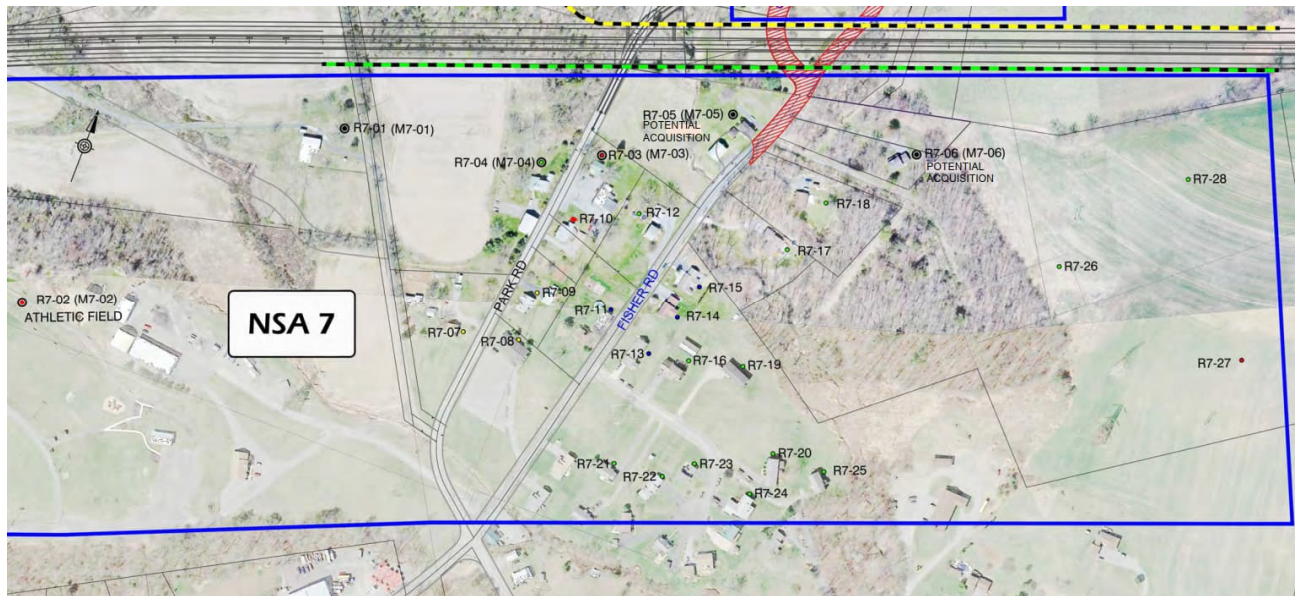 R7-01 (M7-01)
R7-05 (M7-05)
POTENTIAL
ACQUISITION
R7-04 (M7-04)
R7-03 (M7-03)
R7-06 (M7-06)
POTENTIAL
ACQUISITION
R7-28
R7-10
R7-12
R7-18
R7-17
R7-26
R7-02 (M7-02)
ATHLETIC FIELD
NSA 7
PARK RD
FISHER RD
R7-09
R7-15
R7-11
R7-14
R7-07
R7-08
R7-13
R7-16
R7-19
R7-27
R7-21
R7-22
R7-23
R7-20
R7-25
R7-24